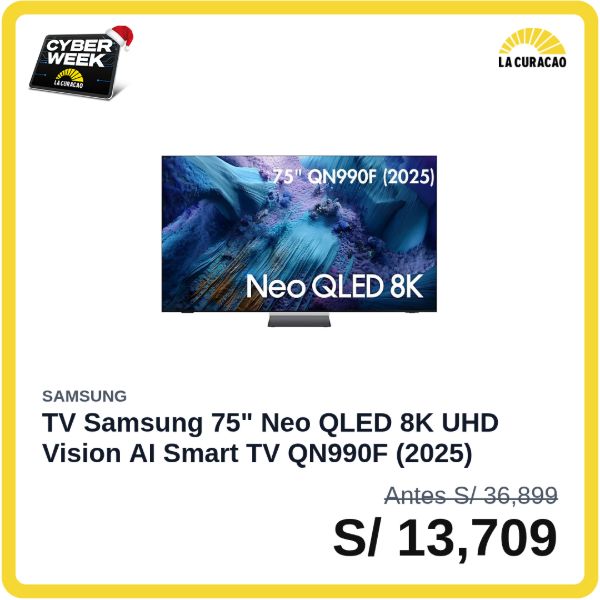 CYBER
WEEK
LA CURACAO
LA CURACAO
75" QN990F (2025)
Neo QLED 8K
SAMSUNG
TV Samsung 75" Neo QLED 8K UHD
Vision AI Smart TV QN990F (2025)
Antes S/ 36,899
S/ 13,709